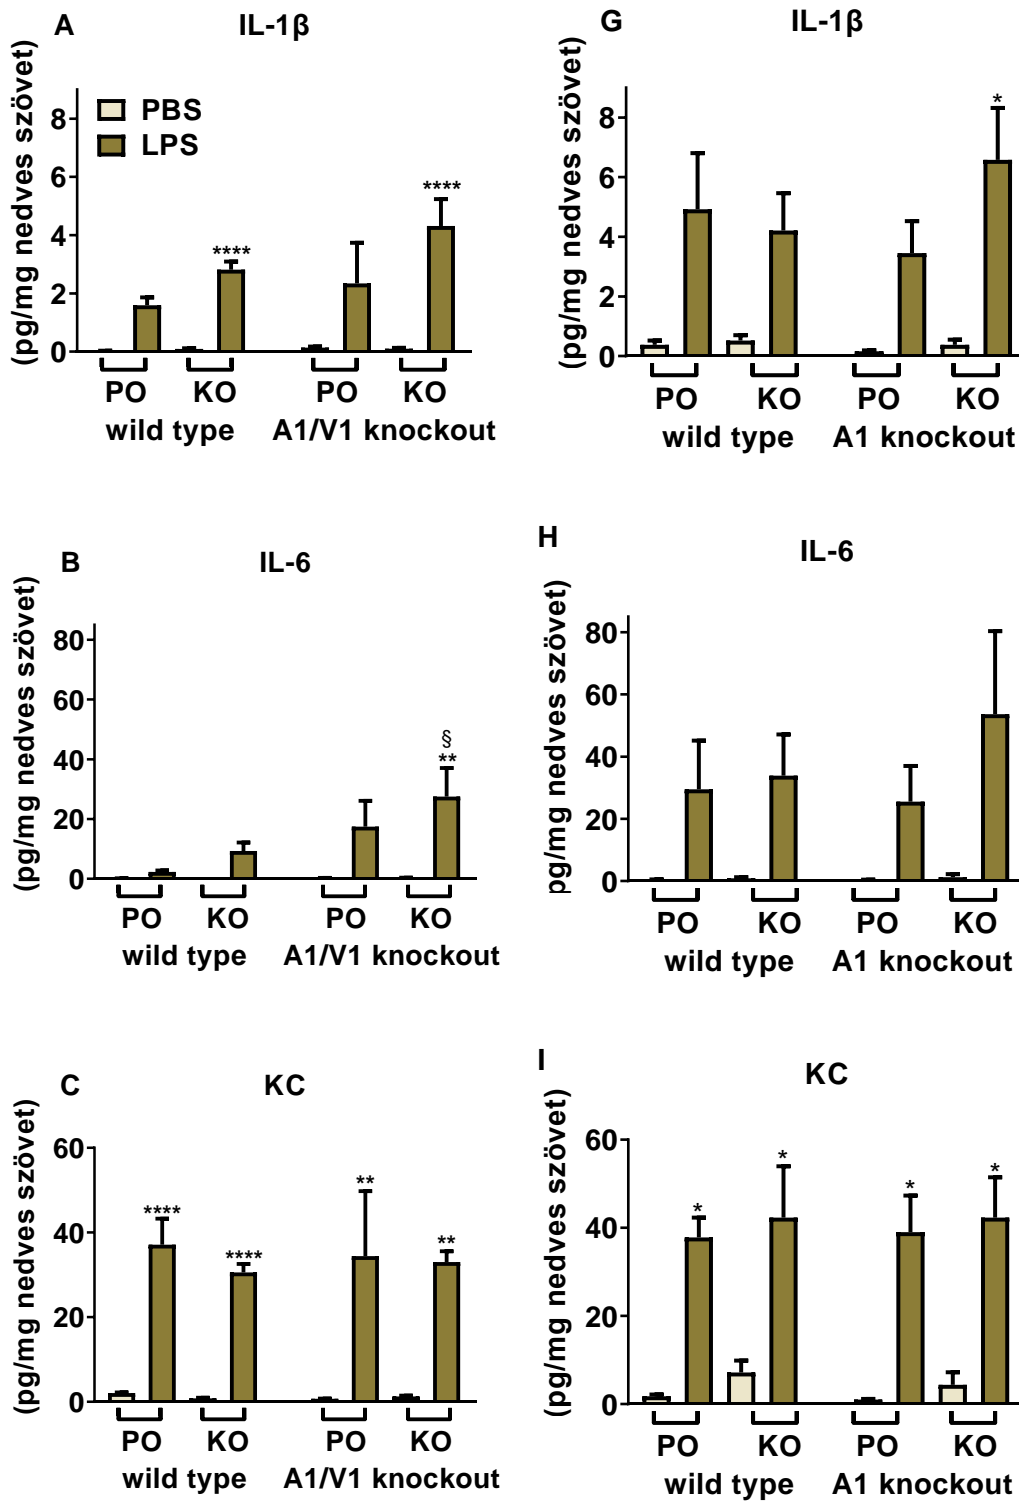 A
IL-1β
(pg/mg nedves szövet)
PBS
LPS
8
6
4
2
0
****
****
PO
KO
PO
KO
wild type
A1/V1 knockout
G
IL-1β
(pg/mg nedves szövet)
8
6
4
2
0
*
PO
KO
PO
KO
wild type
A1 knockout
B
IL-6
(pg/mg nedves szövet)
80
60
40
20
0
§
**
PO
KO
PO
KO
wild type
A1/V1 knockout
H
IL-6
pg/mg nedves szövet)
80
60
40
20
0
PO
KO
PO
KO
wild type
A1 knockout
C
KC
(pg/mg nedves szövet)
60
40
20
0
****
****
**
**
PO
KO
PO
KO
wild type
A1/V1 knockout
I
KC
(pg/mg nedves szövet)
60
40
20
0
*
*
*
*
PO
KO
PO
KO
wild type
A1 knockout